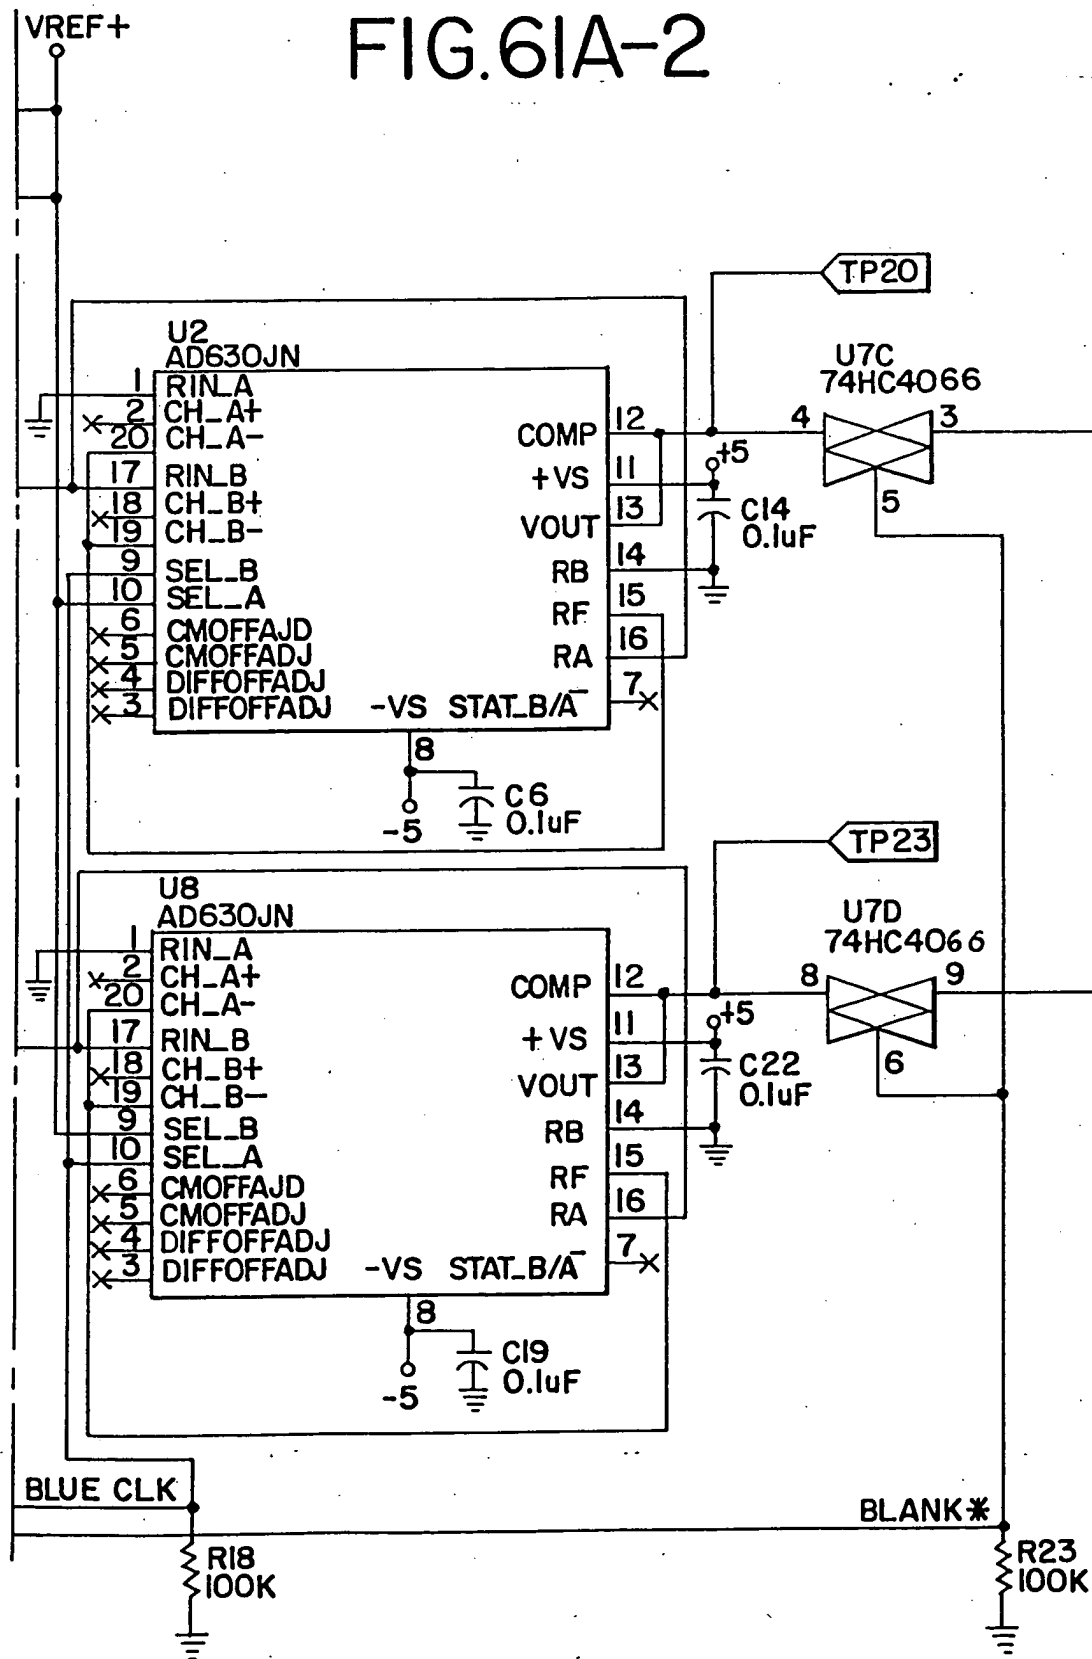 FIG.61A-2
VREF+
TP20
U2
AD630JN
1 RIN_A
2 CH_A+
20 CH_A-
17 RIN_B
18 CH_B+
19 CH_B-
9 SEL_B
10 SEL_A
6 CMOFFAJD
5 CMOFFADJ
4 DIFFOFFADJ
3 DIFFOFFADJ
COMP 12
+VS 11
VOUT 13
RB 14
RF 15
RA 16
-VS STAT_B/A̅ 7
8
-5
C6
0.1uF
+5
C14
0.1uF
U7C
74HC4066
4 3
5
TP23
U8
AD630JN
1 RIN_A
2 CH_A+
20 CH_A-
17 RIN_B
18 CH_B+
19 CH_B-
9 SEL_B
10 SEL_A
6 CMOFFAJD
5 CMOFFADJ
4 DIFFOFFADJ
3 DIFFOFFADJ
COMP 12
+VS 11
VOUT 13
RB 14
RF 15
RA 16
-VS STAT_B/A̅ 7
8
-5
C19
0.1uF
+5
C22
0.1uF
U7D
74HC4066
8 9
6
BLUE CLK
BLANK*
R18
100K
R23
100K